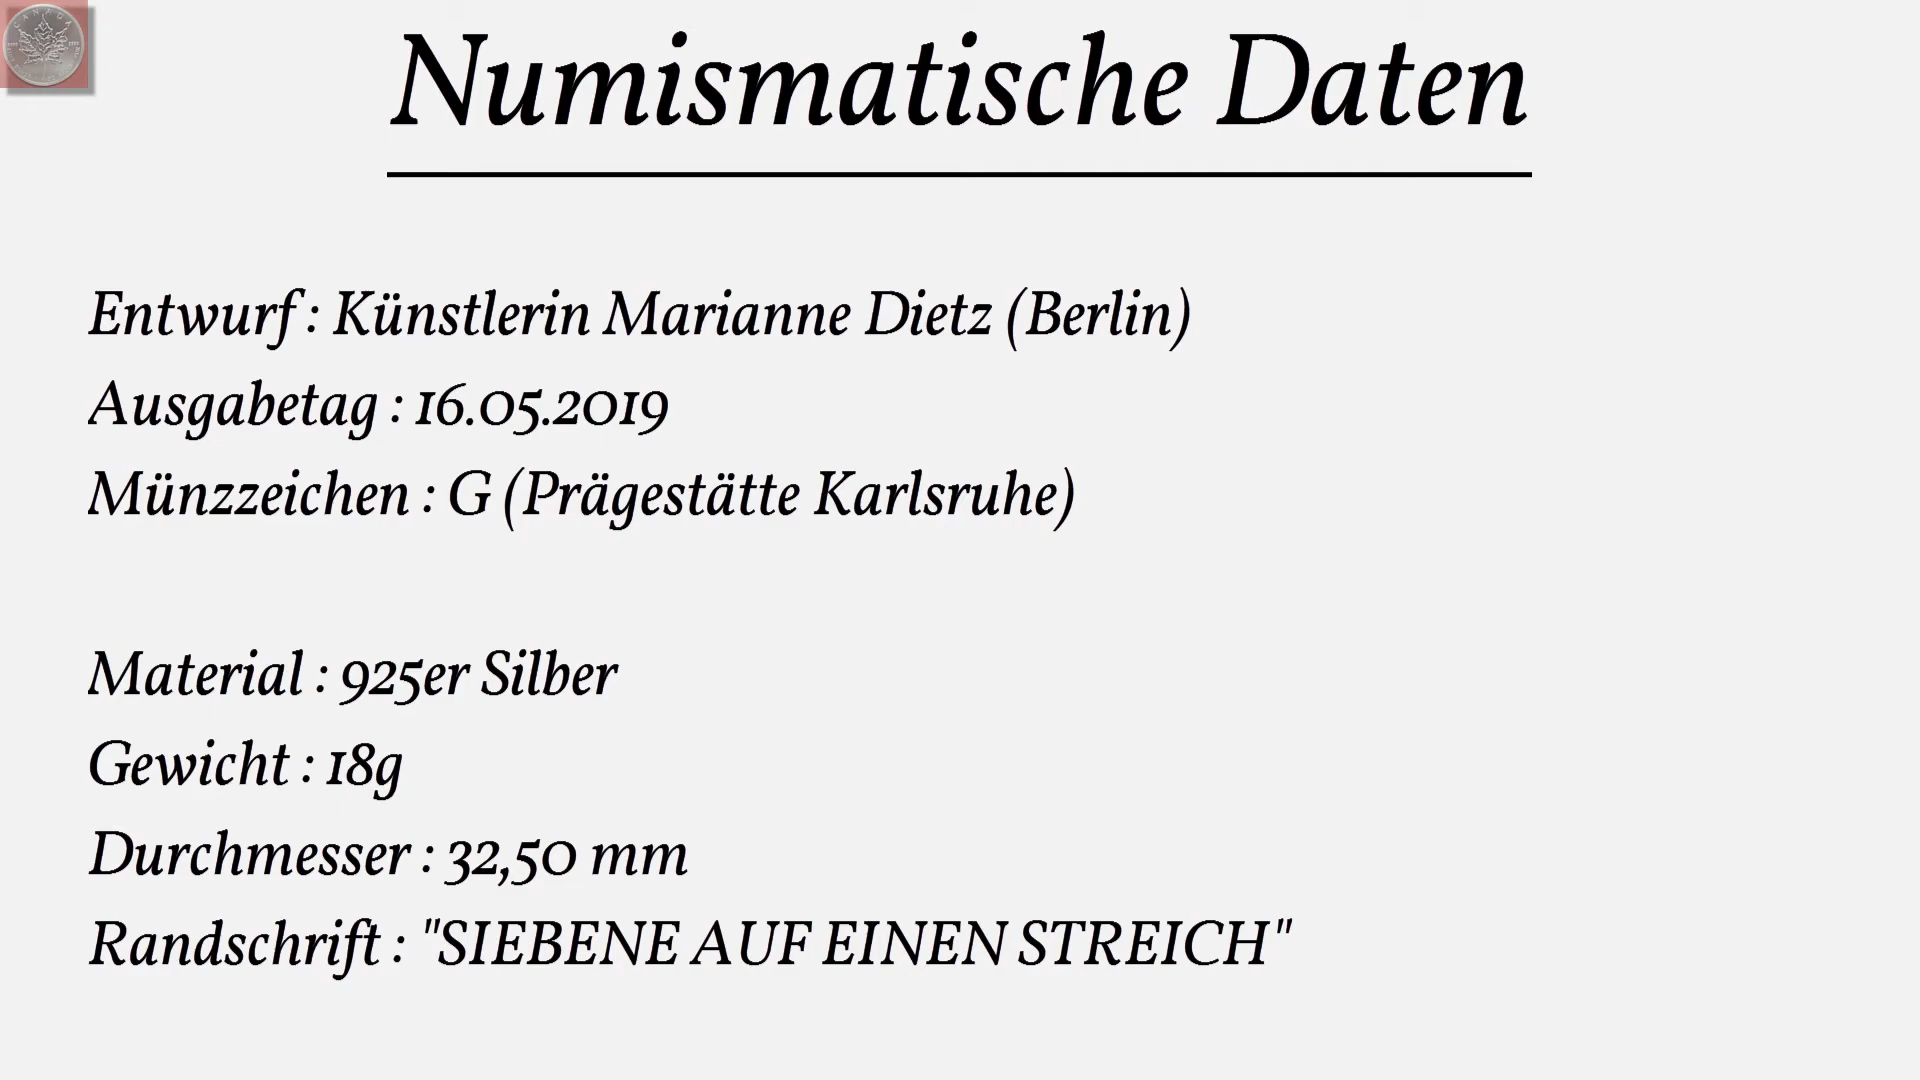 Numismatische Daten
Entwurf : Künstlerin Marianne Dietz (Berlin)
Ausgabetag : 16.05.2019
Münzzeichen : G (Prägestätte Karlsruhe)
Material : 925er Silber
Gewicht : 18g
Durchmesser : 32,50 mm
Randschrift : "SIEBENE AUF EINEN STREICH"
CANADA